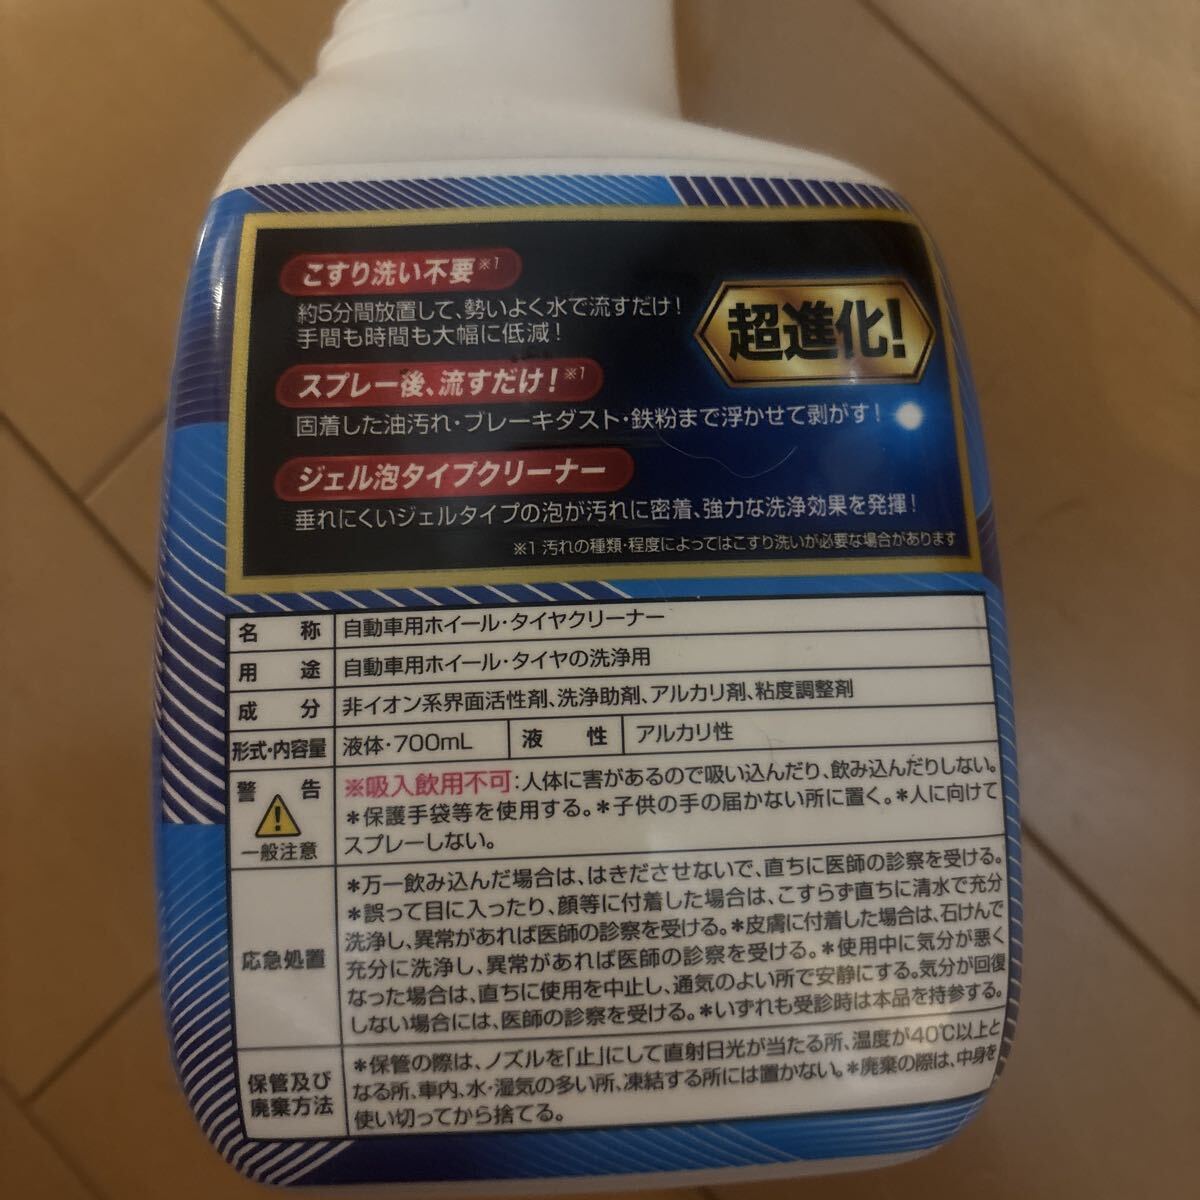 こすり洗い不要※1
約5分間放置して、勢いよく水で流すだけ!
手間も時間も大幅に低減!
超進化!
スプレー後、流すだけ!※1
固着した油汚れ・ブレーキダスト・鉄粉まで浮かせて剥がす!
ジェル泡タイプクリーナー
垂れにくいジェルタイプの泡が汚れに密着、強力な洗浄効果を発揮!
※1 汚れの種類・程度によってはこすり洗いが必要な場合があります
名称 自動車用ホイール・タイヤクリーナー
用途 自動車用ホイール・タイヤの洗浄用
成分 非イオン系界面活性剤、洗浄助剤、アルカリ剤、粘度調整剤
形式・内容量 液体・700mL 液性 アルカリ性
警告
一般注意
※吸入飲用不可:人体に害があるので吸い込んだり、飲み込んだりしない。
*保護手袋等を使用する。*子供の手の届かない所に置く。*人に向けて
スプレーしない。
応急処置
*万一飲み込んだ場合は、はきださせないで、直ちに医師の診察を受ける。
*誤って目に入ったり、顔等に付着した場合は、こすらず直ちに清水で充分
洗浄し、異常があれば医師の診察を受ける。*皮膚に付着した場合は、石けんで
充分に洗浄し、異常があれば医師の診察を受ける。*使用中に気分が悪く
なった場合は、直ちに使用を中止し、通気のよい所で安静にする。気分が回復
しない場合には、医師の診察を受ける。*いずれも受診時は本品を持参する。
保管及び
廃棄方法
*保管の際は、ノズルを「止」にして直射日光が当たる所、温度が40℃以上と
なる所、車内、水・湿気の多い所、凍結する所には置かない。*廃棄の際は、中身を
使い切ってから捨てる。